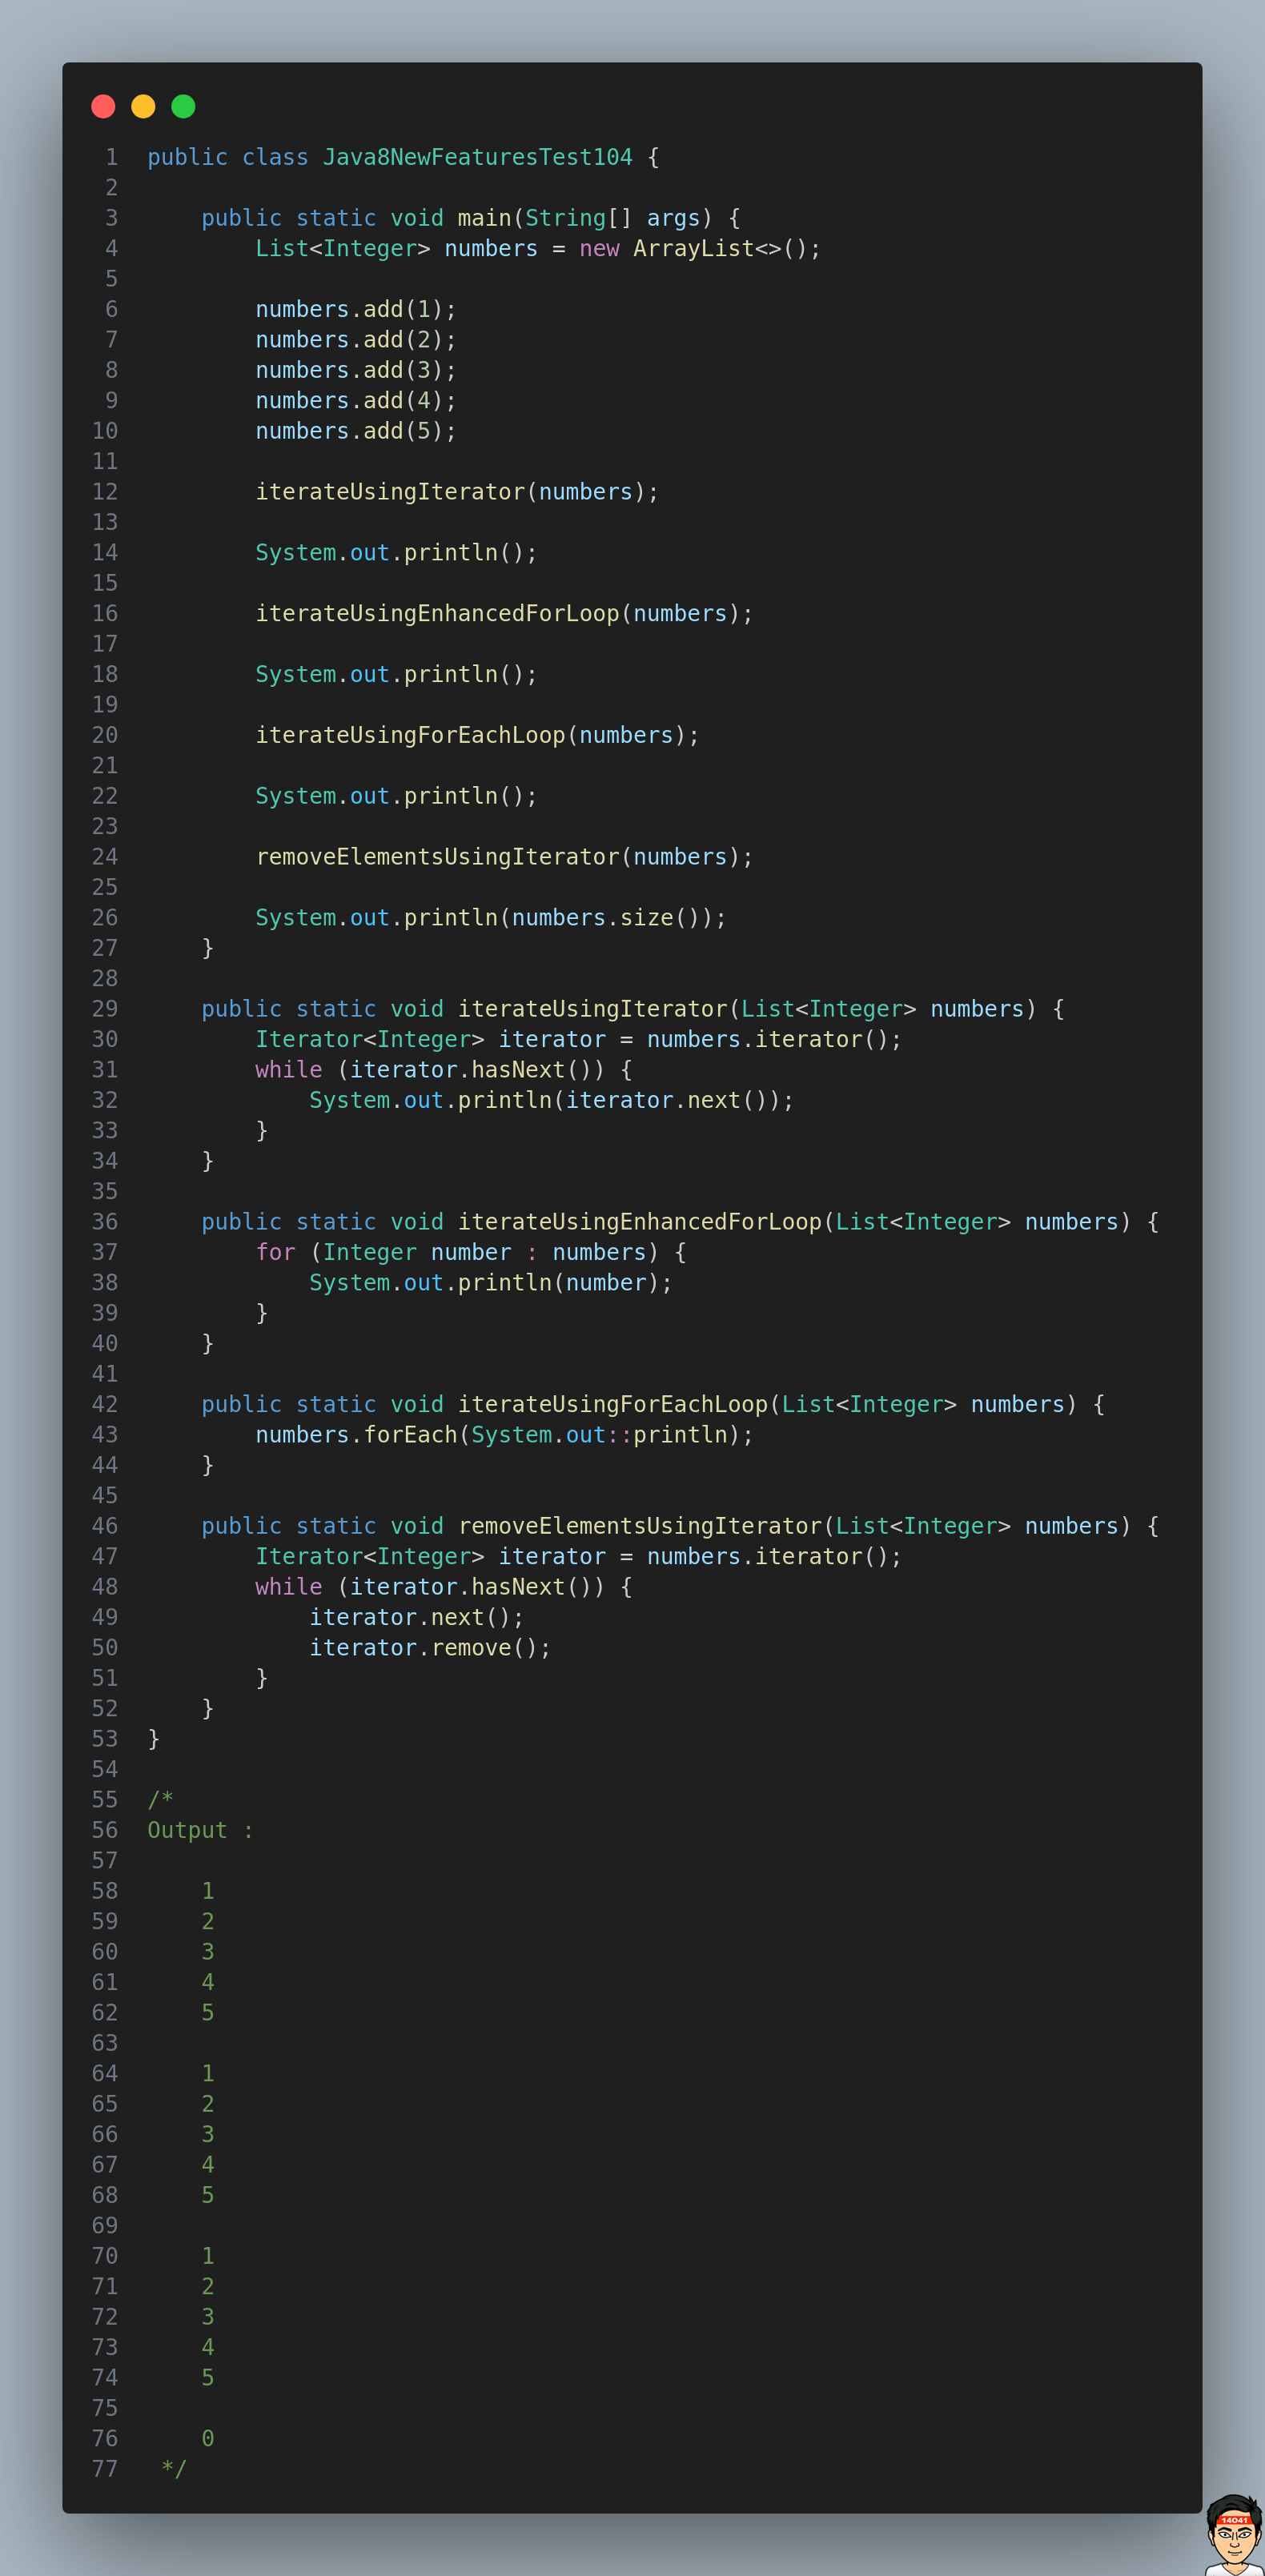 1 public class Java8NewFeaturesTest104 {
2
3     public static void main(String[] args) {
4         List<Integer> numbers = new ArrayList<>();
5
6         numbers.add(1);
7         numbers.add(2);
8         numbers.add(3);
9         numbers.add(4);
10         numbers.add(5);
11
12         iterateUsingIterator(numbers);
13
14         System.out.println();
15
16         iterateUsingEnhancedForLoop(numbers);
17
18         System.out.println();
19
20         iterateUsingForEachLoop(numbers);
21
22         System.out.println();
23
24         removeElementsUsingIterator(numbers);
25
26         System.out.println(numbers.size());
27     }
28
29     public static void iterateUsingIterator(List<Integer> numbers) {
30         Iterator<Integer> iterator = numbers.iterator();
31         while (iterator.hasNext()) {
32             System.out.println(iterator.next());
33         }
34     }
35
36     public static void iterateUsingEnhancedForLoop(List<Integer> numbers) {
37         for (Integer number : numbers) {
38             System.out.println(number);
39         }
40     }
41
42     public static void iterateUsingForEachLoop(List<Integer> numbers) {
43         numbers.forEach(System.out::println);
44     }
45
46     public static void removeElementsUsingIterator(List<Integer> numbers) {
47         Iterator<Integer> iterator = numbers.iterator();
48         while (iterator.hasNext()) {
49             iterator.next();
50             iterator.remove();
51         }
52     }
53 }
54
55 /*
56 Output :
57
58     1
59     2
60     3
61     4
62     5
63
64     1
65     2
66     3
67     4
68     5
69
70     1
71     2
72     3
73     4
74     5
75
76     0
77  */
14041